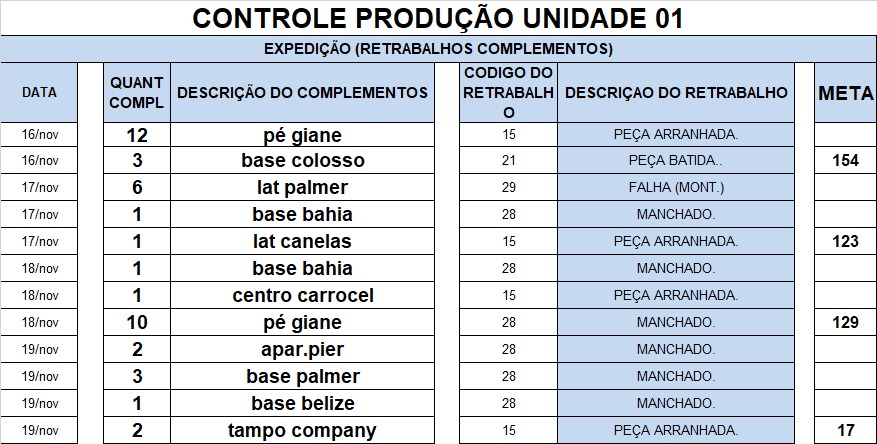 CONTROLE PRODUÇÃO UNIDADE 01
EXPEDIÇÃO (RETRABALHOS COMPLEMENTOS)
DATA QUANT COMPL DESCRIÇÃO DO COMPLEMENTOS CODIGO DO RETRABALHO DESCRIÇAO DO RETRABALHO META
16/nov 12 pé giane 15 PEÇA ARRANHADA.
16/nov 3 base colosso 21 PEÇA BATIDA.. 154
17/nov 6 lat palmer 29 FALHA (MONT.)
17/nov 1 base bahia 28 MANCHADO.
17/nov 1 lat canelas 15 PEÇA ARRANHADA. 123
18/nov 1 base bahia 28 MANCHADO.
18/nov 1 centro carrocel 15 PEÇA ARRANHADA.
18/nov 10 pé giane 28 MANCHADO. 129
19/nov 2 apar.pier 28 MANCHADO.
19/nov 3 base palmer 28 MANCHADO.
19/nov 1 base belize 28 MANCHADO.
19/nov 2 tampo company 15 PEÇA ARRANHADA. 17